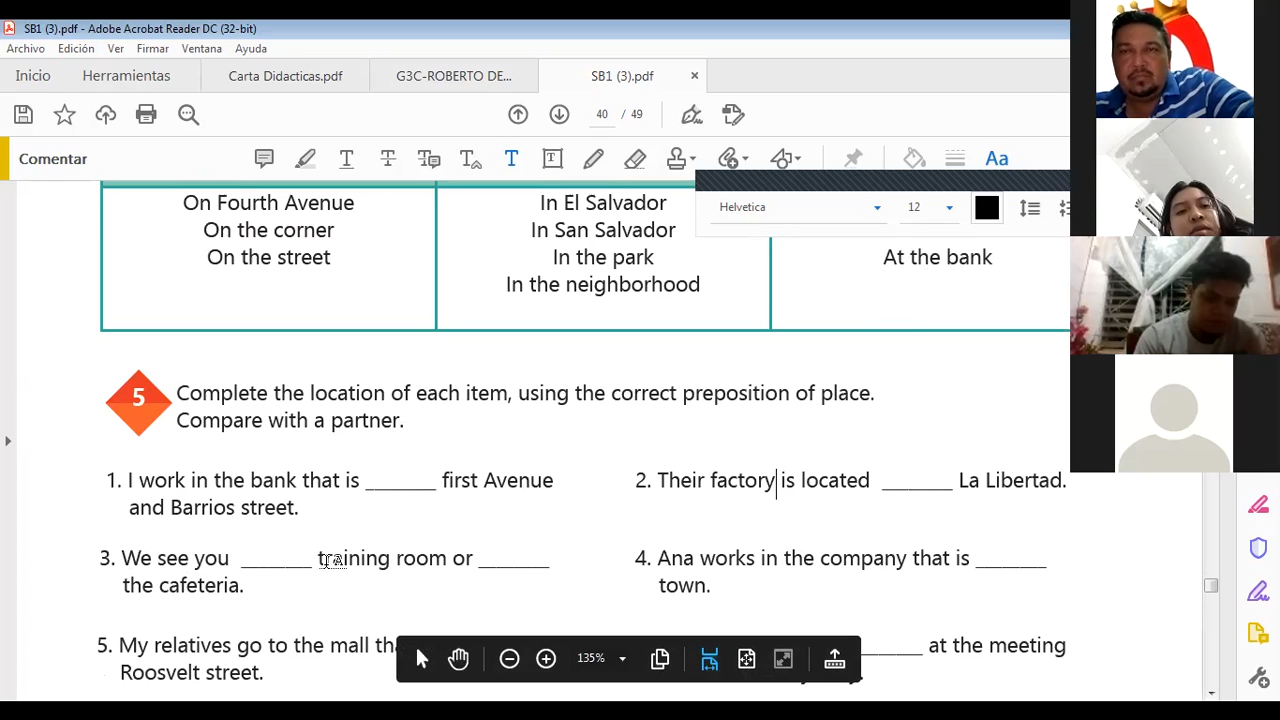 SB1 (3).pdf - Adobe Acrobat Reader DC (32-bit)
Archivo Edición Ver Firmar Ventana Ayuda
Inicio Herramientas Carta Didacticas.pdf G3C-ROBERTO DE... SB1 (3).pdf ×
40 / 49
Comentar
T T T T Aa
Helvetica 12
On Fourth Avenue
On the corner
On the street
In El Salvador
In San Salvador
In the park
In the neighborhood
At the bank
5 Complete the location of each item, using the correct preposition of place.
Compare with a partner.
1. I work in the bank that is _______ first Avenue
and Barrios street.
2. Their factory is located _______ La Libertad.
3. We see you _______ training room or _______
the cafeteria.
4. Ana works in the company that is _______
town.
5. My relatives go to the mall
Roosvelt street.
_______ at the meeting
135%